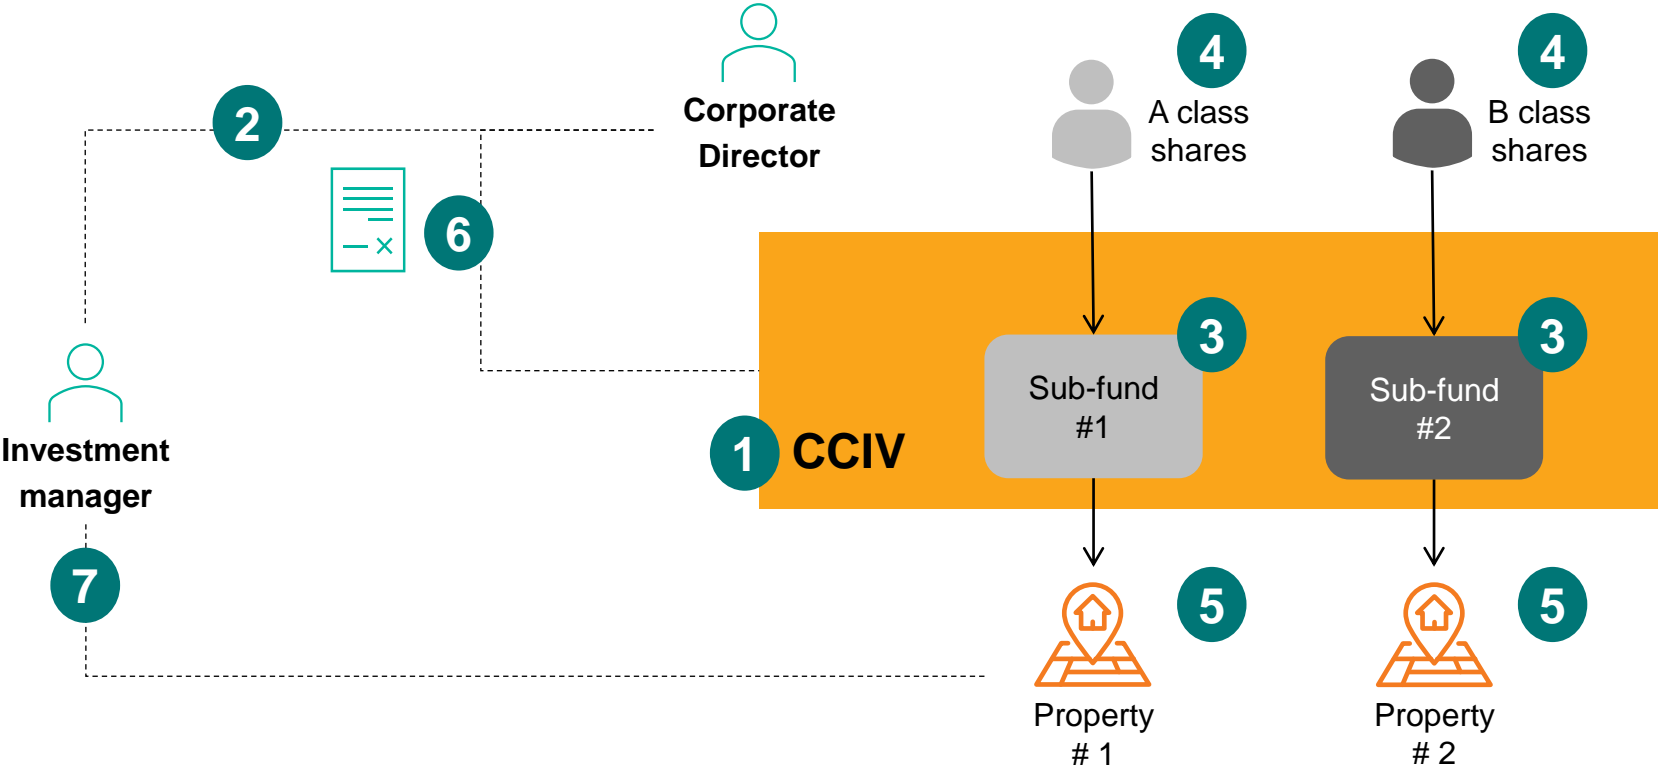 4
4
Corporate
Director
A class
shares
B class
shares
2
6
3
3
Sub-fund
#1
Sub-fund
#2
1
CCIV
Investment
manager
7
5
5
Property
# 1
Property
# 2